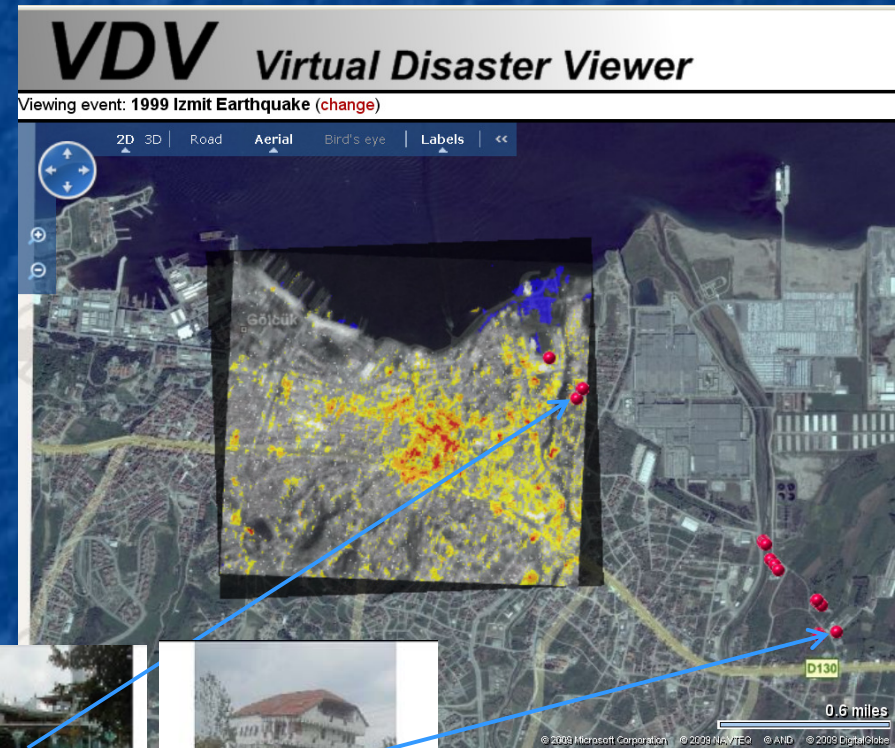 VDV Virtual Disaster Viewer
Viewing event: 1999 Izmit Earthquake (change)
2D 3D Road Aerial Bird's eye Labels <<
Gölcük
D130
0.6 miles
© 2009 Microsoft Corporation © 2009 NAVTEQ © AND © 2009 DigitalGlobe